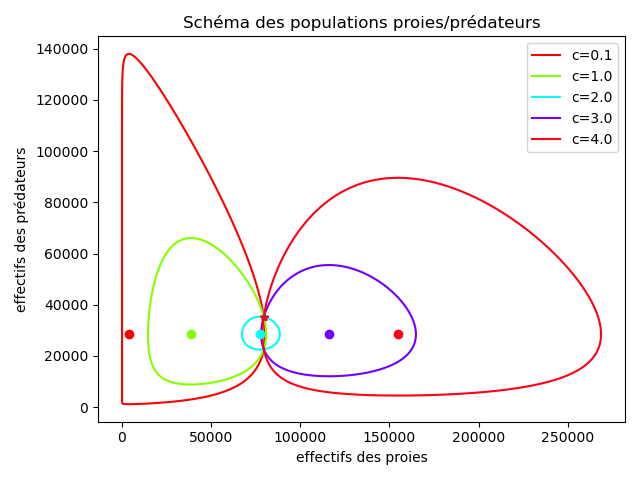 Schéma des populations proies/prédateurs
c=0.1
c=1.0
c=2.0
c=3.0
c=4.0
effectifs des prédateurs
140000
120000
100000
80000
60000
40000
20000
0
0
50000
100000
150000
200000
250000
effectifs des proies